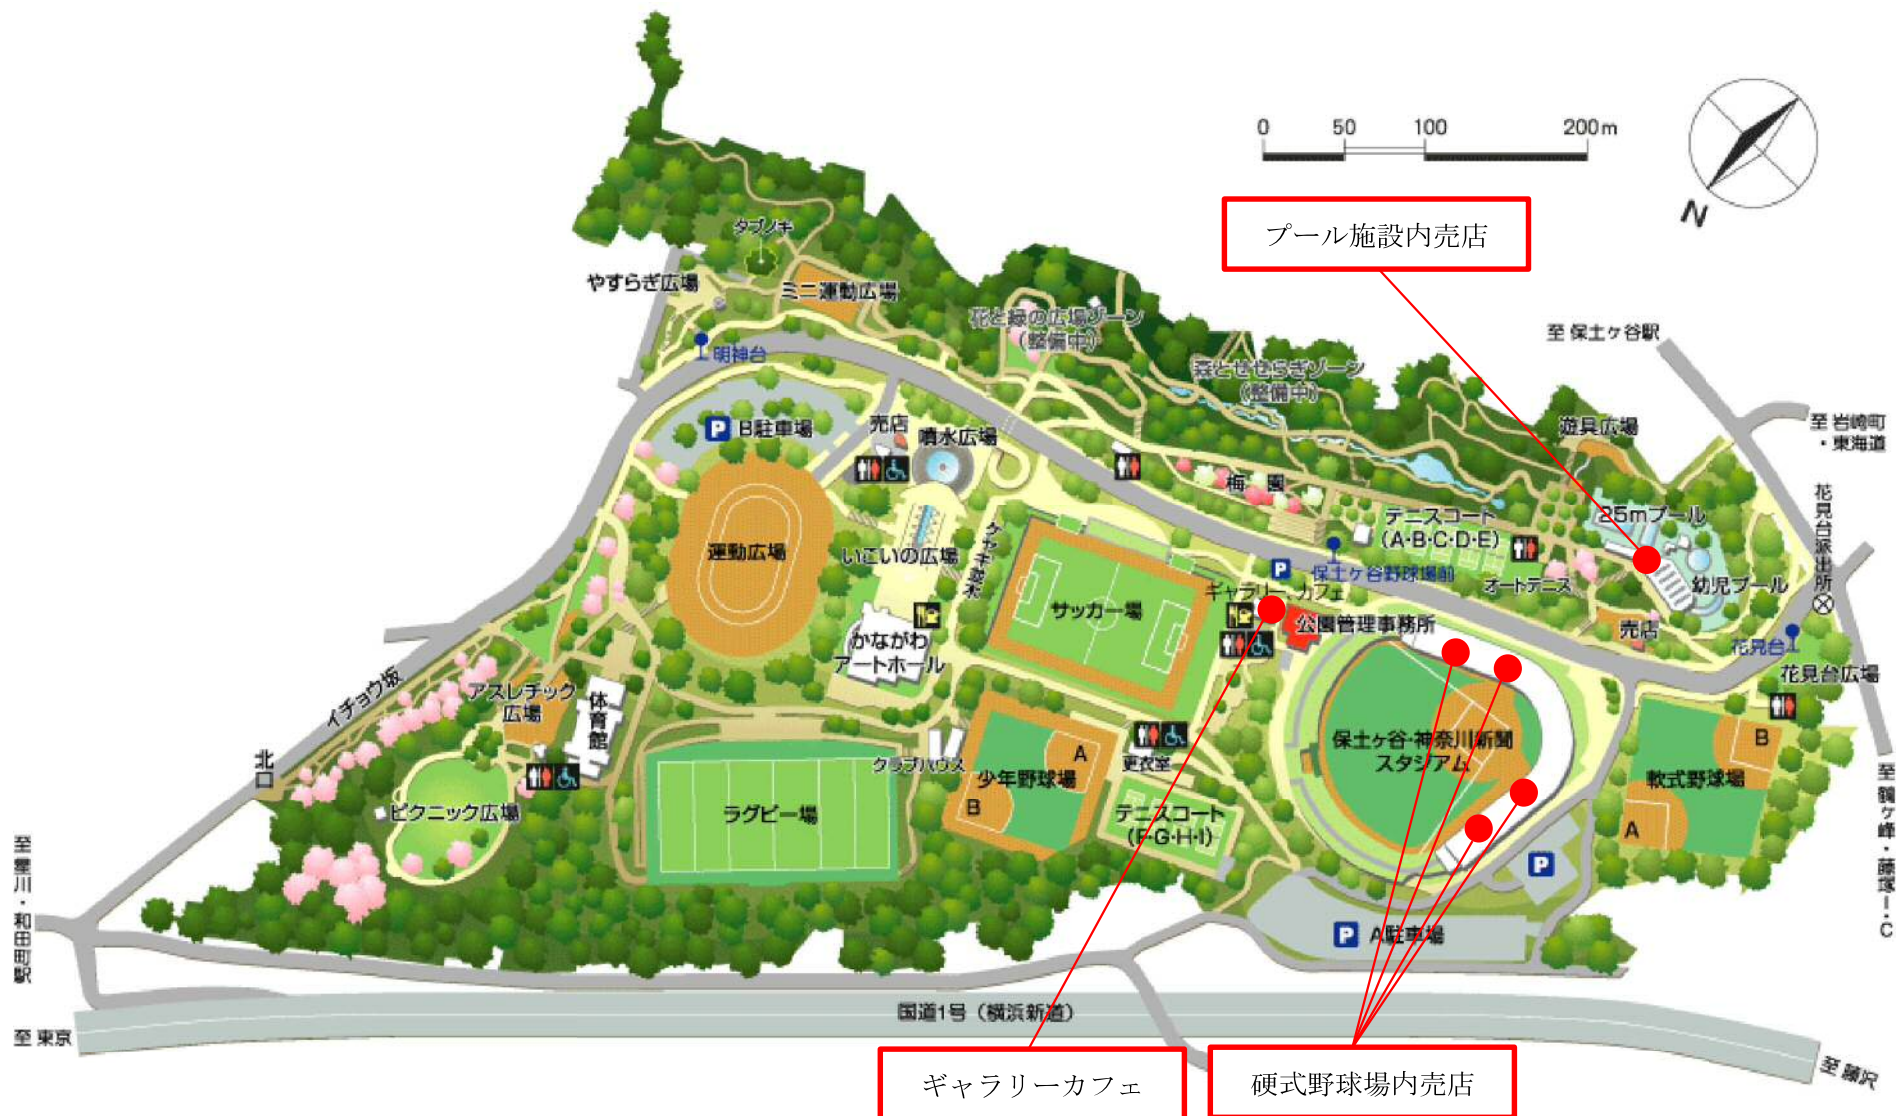 0 50 100 200m
N
プール施設内売店
タブノキ
やすらぎ広場
ミニ運動広場
花と緑の広場ゾーン
(整備中)
至 保土ヶ谷駅
明神台
森とせせらぎゾーン
(整備中)
至 岩崎町
・東海道
遊具広場
P B駐車場
売店
噴水広場
梅園
花見台派出所
25mプール
テニスコート
(A・B・C・D・E)
運動広場
いこいの広場
ケヤキ並木
P
保土ヶ谷野球場前
オートテニス
幼児プール
ギャラリーカフェ
サッカー場
公園管理事務所
売店
かながわ
アートホール
花見台
花見台広場
イチョウ坂
アスレチック
広場
体育館
北口
クラブハウス
A
少年野球場
B
更衣室
保土ヶ谷・神奈川新聞
スタジアム
B
軟式野球場
A
ピクニック広場
ラグビー場
テニスコート
(F・G・H・I)
P
至 鶴ヶ峰・藤塚I・C
至 星川・和田町駅
P A駐車場
国道1号(横浜新道)
至 東京
至 藤沢
ギャラリーカフェ
硬式野球場内売店